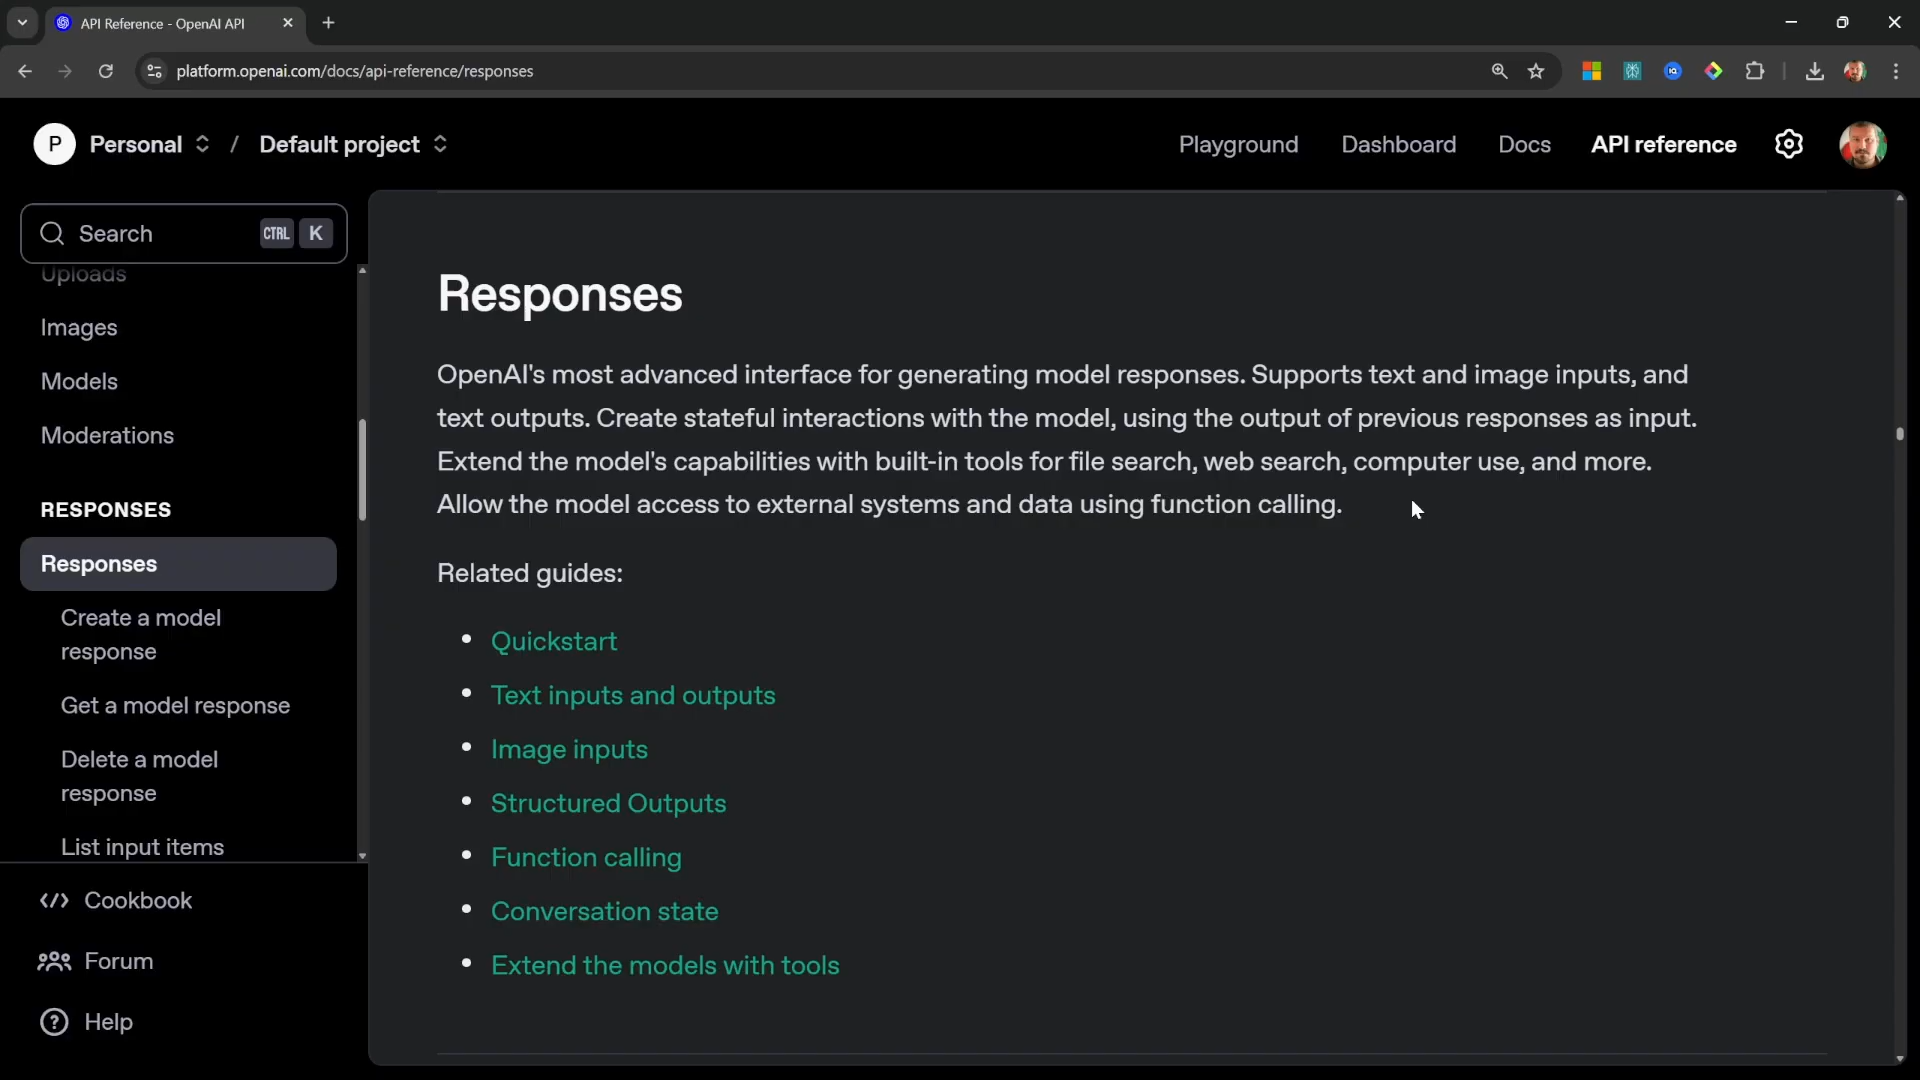 API Reference - OpenAI API
platform.openai.com/docs/api-reference/responses
P Personal / Default project
Playground Dashboard Docs API reference
Search CTRL K
Uploads
Images
Models
Moderations
RESPONSES
Responses
Create a model
response
Get a model response
Delete a model
response
List input items
Cookbook
Forum
Help
Responses
OpenAI's most advanced interface for generating model responses. Supports text and image inputs, and
text outputs. Create stateful interactions with the model, using the output of previous responses as input.
Extend the model's capabilities with built-in tools for file search, web search, computer use, and more.
Allow the model access to external systems and data using function calling.
Related guides:
• Quickstart
• Text inputs and outputs
• Image inputs
• Structured Outputs
• Function calling
• Conversation state
• Extend the models with tools